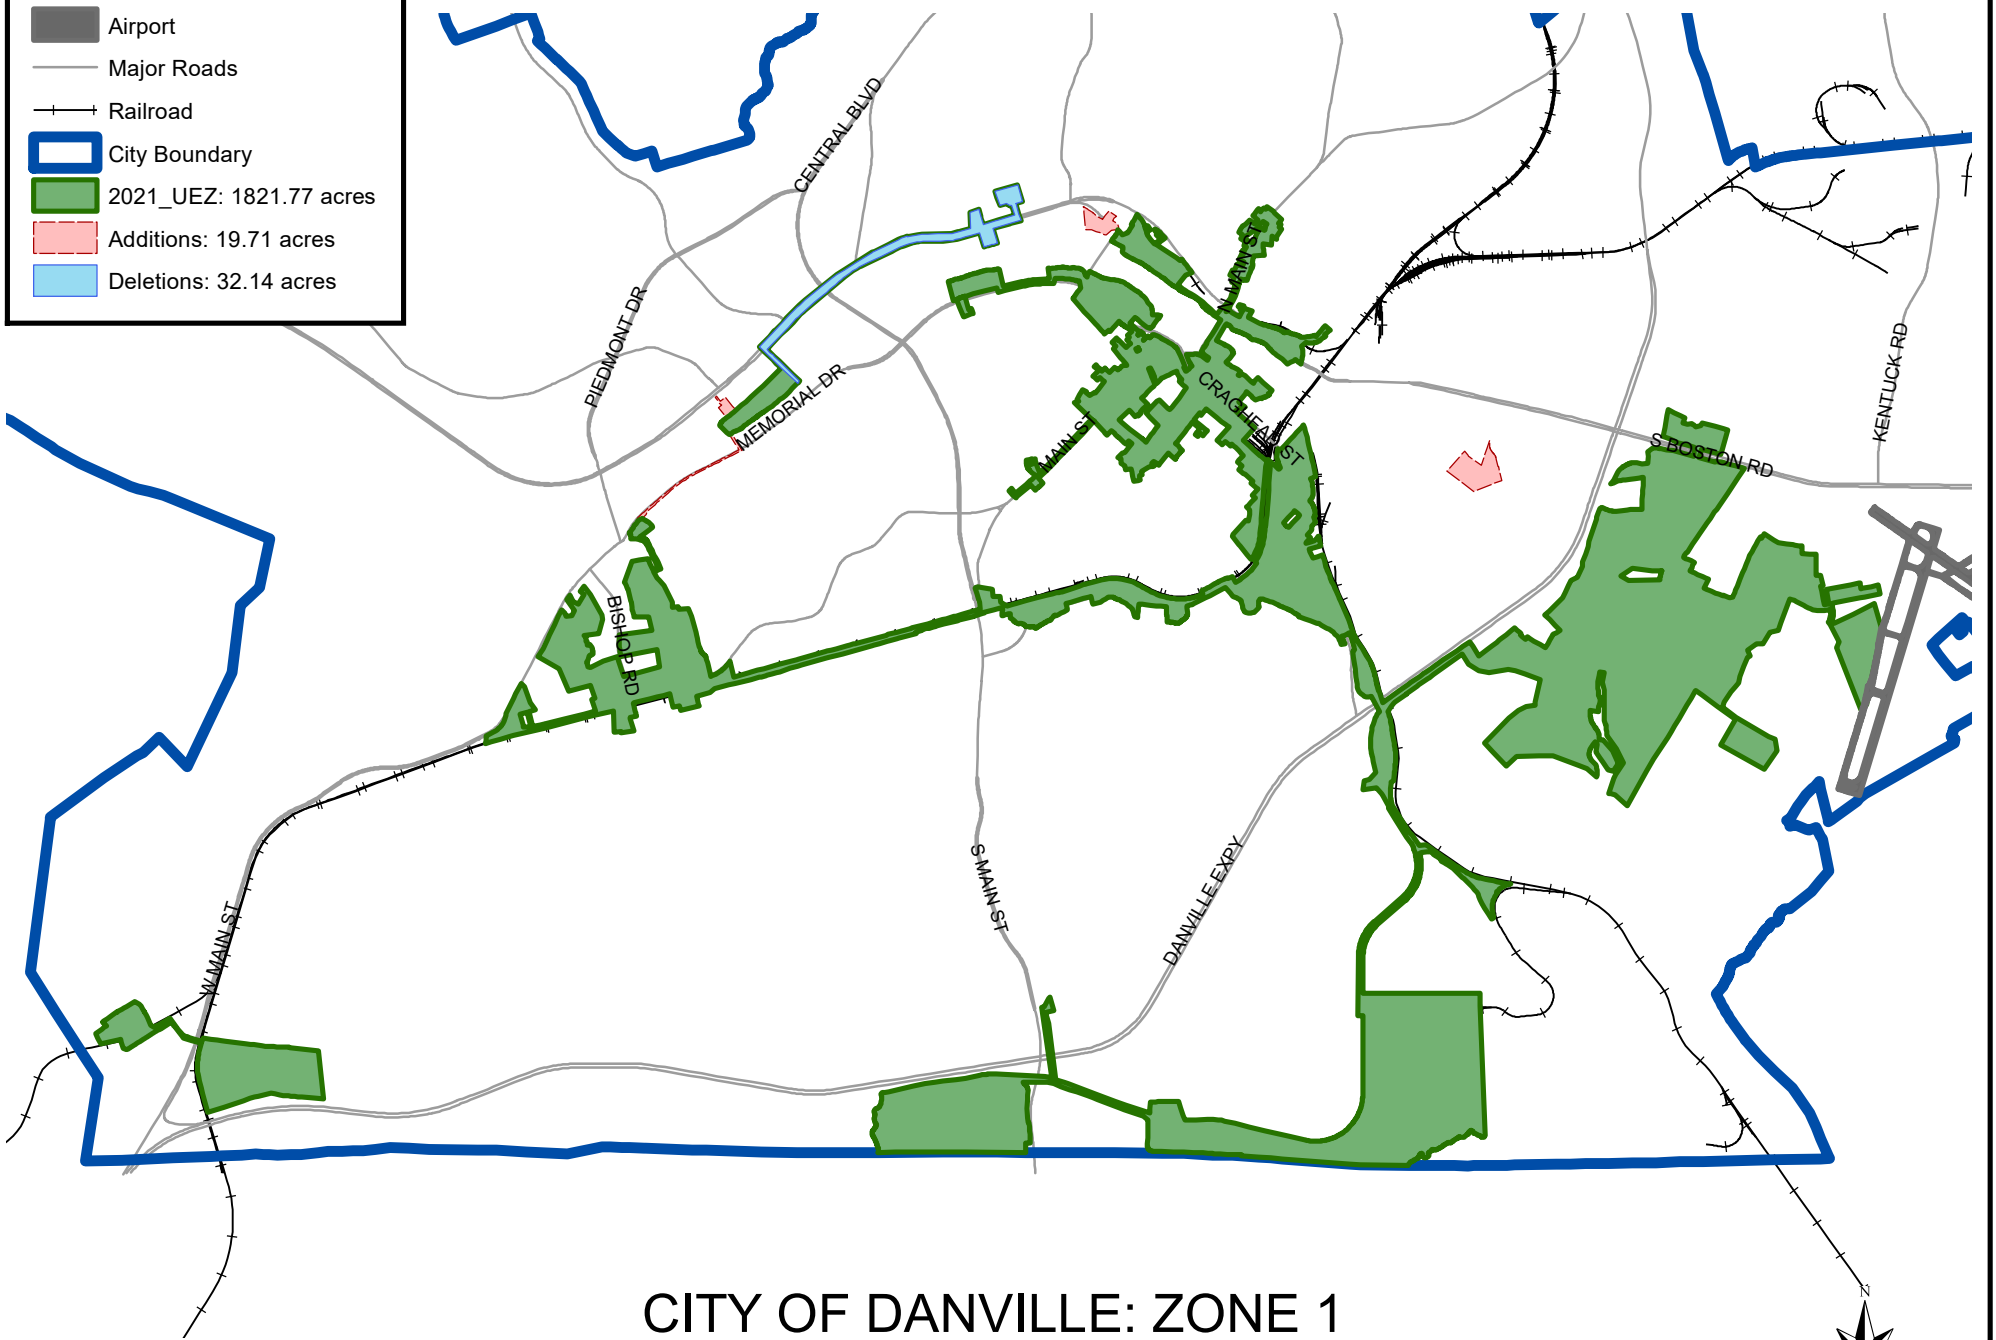 Airport
Major Roads
Railroad
City Boundary
2021_UEZ: 1821.77 acres
Additions: 19.71 acres
Deletions: 32.14 acres
CENTRAL BLVD
PIEDMONT DR
MEMORIAL DR
N MAIN ST
CRAGHEAD ST
MAIN ST
KENTUCK RD
S BOSTON RD
BISHOP RD
S MAIN ST
DANVILLE EXPY
W MAIN ST
N
CITY OF DANVILLE: ZONE 1